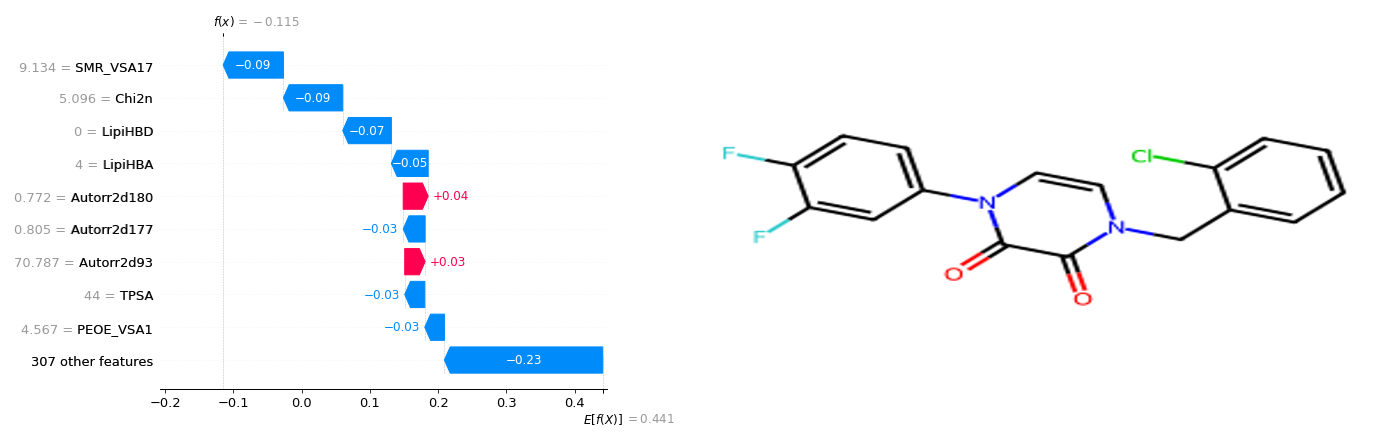 f(x) = −0.115
9.134 = SMR_VSA17
−0.09
5.096 = Chi2n
−0.09
0 = LipiHBD
−0.07
4 = LipiHBA
−0.05
0.772 = Autorr2d180
+0.04
0.805 = Autorr2d177
−0.03
70.787 = Autorr2d93
+0.03
44 = TPSA
−0.03
4.567 = PEOE_VSA1
−0.03
307 other features
−0.23
−0.2 −0.1 0.0 0.1 0.2 0.3 0.4
E[f(X)] = 0.441
F
F
N
O
O
N
Cl